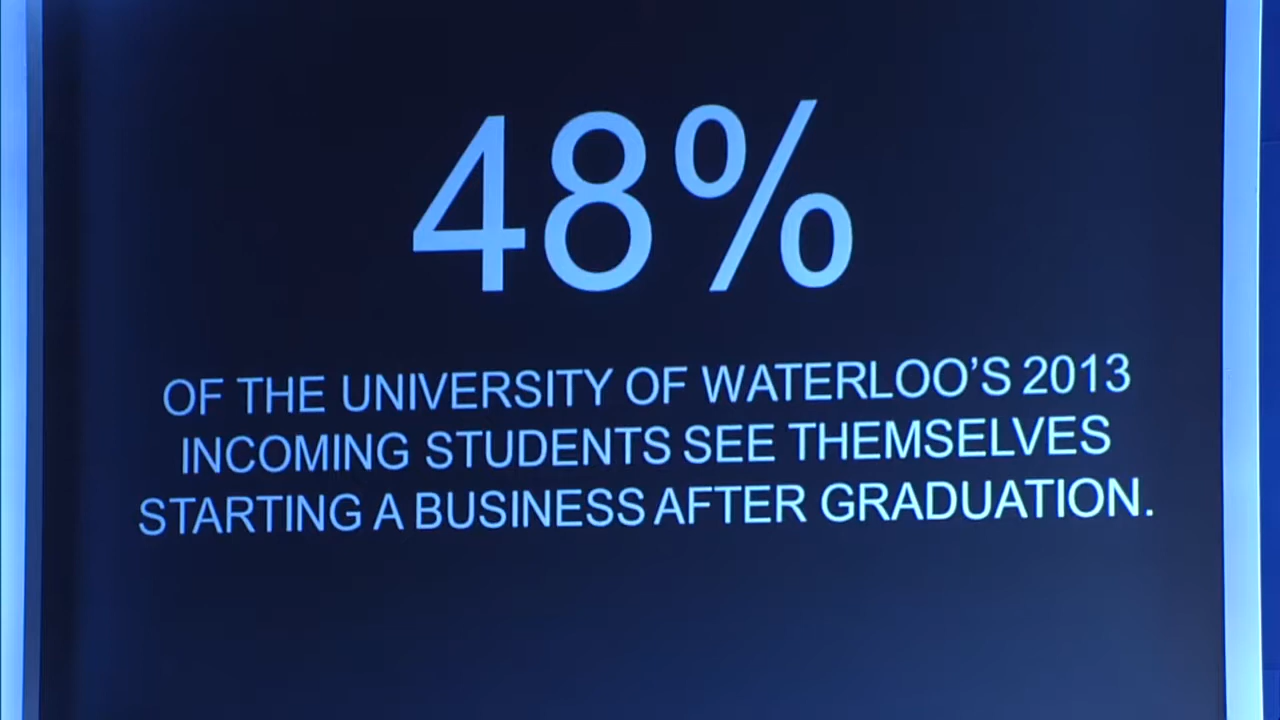 48%
OF THE UNIVERSITY OF WATERLOO'S 2013
INCOMING STUDENTS SEE THEMSELVES
STARTING A BUSINESS AFTER GRADUATION.